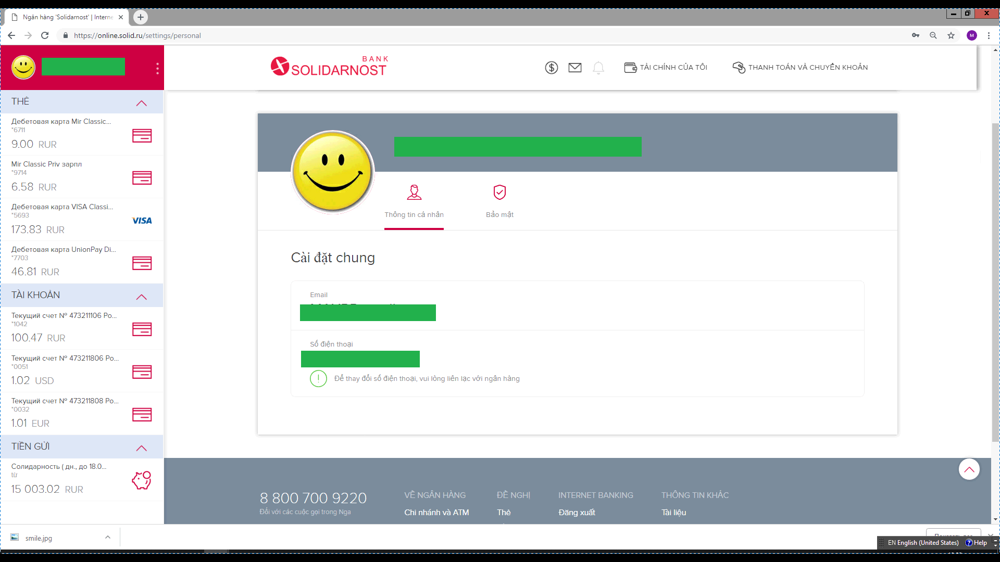 Ngân hàng 'Solidarnost' | Interne
https://online.solid.ru/settings/personal
M
BANK
SOLIDARNOST
TÀI CHÍNH CỦA TÔI
THANH TOÁN VÀ CHUYỂN KHOẢN
THẺ
Дебетовая карта Mir Classic...
*6711
9.00 RUR
Mir Classic Priv зарпл
*9714
6.58 RUR
Дебетовая карта VISA Classi...
*5693
173.83 RUR
VISA
Дебетовая карта UnionPay Di...
*7703
46.81 RUR
TÀI KHOẢN
Текущий счет № 473211106 Ро...
*1042
100.47 RUR
Текущий счет № 473211806 Ро...
*0051
1.02 USD
Текущий счет № 473211808 Ро...
*0032
1.01 EUR
TIỀN GỬI
Солидарность ( дн., до 18.0...
từ
15 003.02 RUR
Thông tin cá nhân
Bảo mật
Cài đặt chung
Email
Số điện thoại
Để thay đổi số điện thoại, vui lòng liên lạc với ngân hàng
8 800 700 9220
Đối với các cuộc gọi trong Nga
VỀ NGÂN HÀNG
Chi nhánh và ATM
ĐỀ NGHỊ
Thẻ
INTERNET BANKING
Đăng xuất
THÔNG TIN KHÁC
Tài liệu
smile.jpg
EN English (United States)
Help